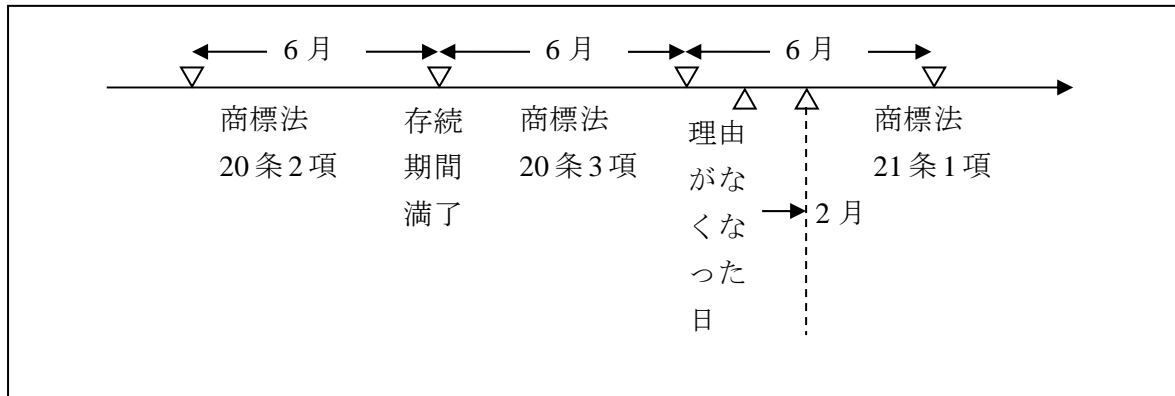 6月
6月
6月
商標法
20条2項
存続
期間
満了
商標法
20条3項
理由
がな
くな
った
日
2月
商標法
21条1項